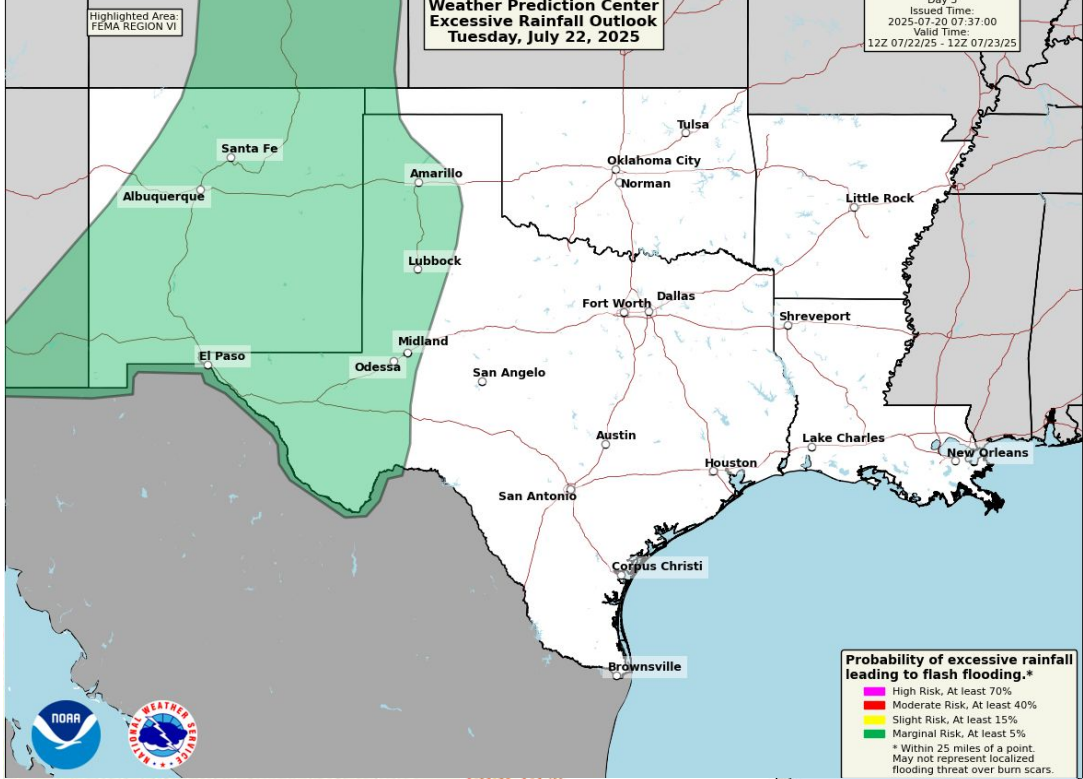 Weather Prediction Center
Excessive Rainfall Outlook
Tuesday, July 22, 2025
Highlighted Area:
FEMA REGION VI
Issued Time:
2025-07-20 07:37:00
Valid Time:
12Z 07/22/25 - 12Z 07/23/25
Tulsa
Santa Fe
Oklahoma City
Amarillo
Norman
Albuquerque
Little Rock
Lubbock
Dallas
Fort Worth
Shreveport
Midland
El Paso
Odessa
San Angelo
Austin
Lake Charles
New Orleans
Houston
San Antonio
Corpus Christi
Brownsville
Probability of excessive rainfall
leading to flash flooding.*
High Risk, At least 70%
Moderate Risk, At least 40%
Slight Risk, At least 15%
Marginal Risk, At least 5%
* Within 25 miles of a point.
May not represent localized
flooding threat over burn scars.
NOAA
NATIONAL WEATHER SERVICE